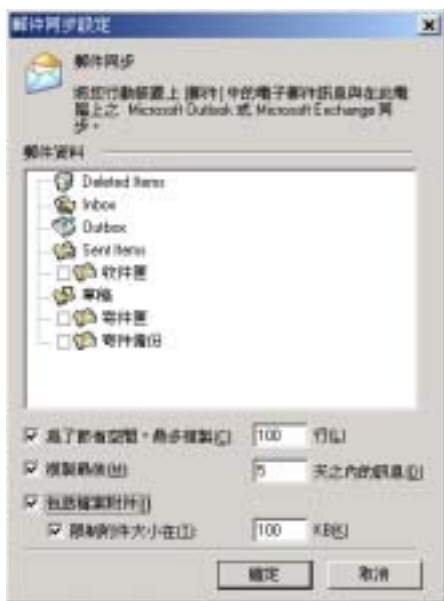 郵件同步設定
郵件同步
將您行動裝置上 [郵件] 中的電子郵件訊息與在此電
腦上之 Microsoft Outlook 或 Microsoft Exchange 同
步。
郵件資料
Deleted Items
Inbox
Outbox
Sent Items
收件匣
草稿
寄件匣
寄件備份
為了節省空間，最多複製(C) 100 行(L)
複製最後(M) 5 天之內的訊息(D)
包括檔案附件(I)
限制附件大小在(T): 100 KB(K)
確定 取消